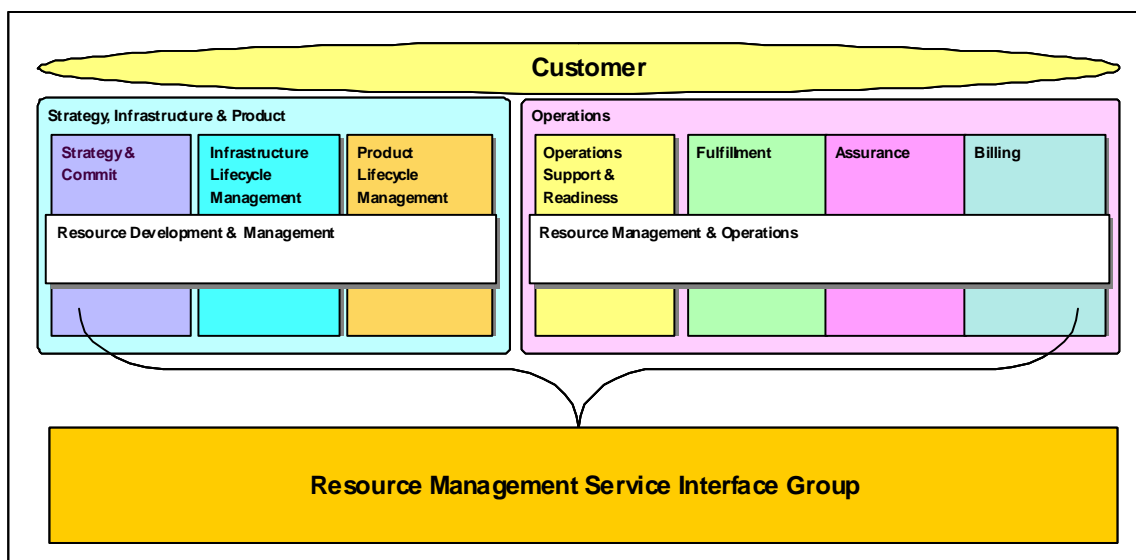 Customer
Strategy, Infrastructure & Product
Strategy &
Commit
Infrastructure
Lifecycle
Management
Product
Lifecycle
Management
Resource Development & Management
Operations
Operations
Support &
Readiness
Fulfillment
Assurance
Billing
Resource Management & Operations
Resource Management Service Interface Group